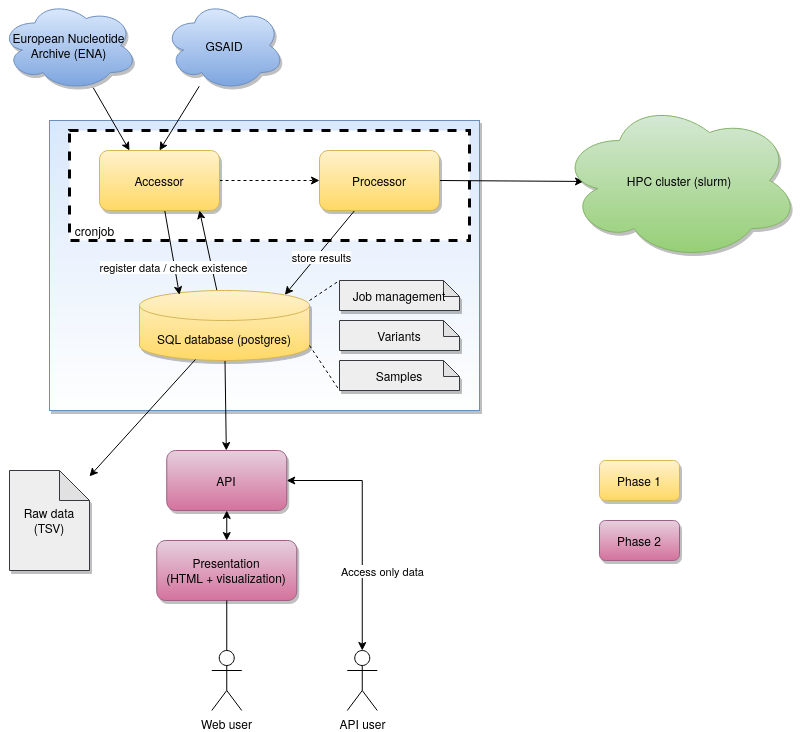 European Nucleotide
Archive (ENA)
GSAID
Accessor
Processor
HPC cluster (slurm)
cronjob
register data / check existence
store results
Job management
SQL database (postgres)
Variants
Samples
API
Phase 1
Raw data
(TSV)
Phase 2
Presentation
(HTML + visualization)
Access only data
Web user
API user